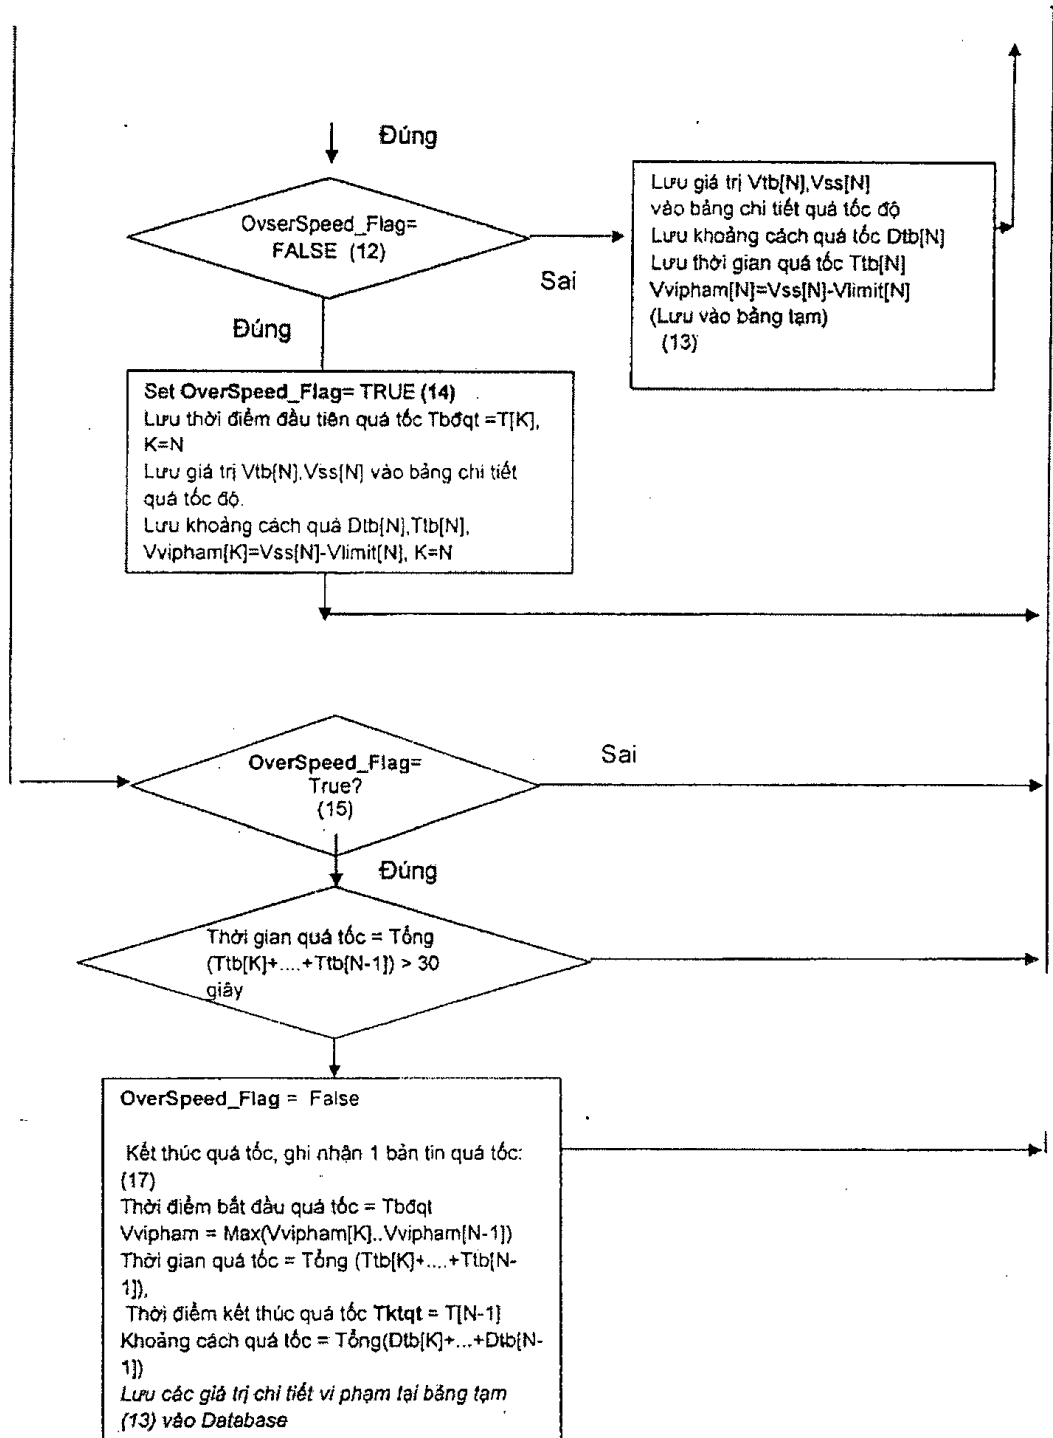 Đúng
OvserSpeed_Flag=
FALSE (12)
Sai
Lưu giá trị Vtb[N],Vss[N]
vào bảng chi tiết quá tốc độ
Lưu khoảng cách quá tốc Dtb[N]
Lưu thời gian quá tốc Ttb[N]
Vvipham[N]=Vss[N]-Vlimit[N]
(Lưu vào bảng tạm)
(13)
Đúng
Set OverSpeed_Flag= TRUE (14)
Lưu thời điểm đầu tiên quá tốc Tbđqt =T[K],
K=N
Lưu giá trị Vtb[N],Vss[N] vào bảng chi tiết
quá tốc độ.
Lưu khoảng cách quá Dtb[N],Ttb[N],
Vvipham[K]=Vss[N]-Vlimit[N], K=N
OverSpeed_Flag=
True?
(15)
Sai
Đúng
Thời gian quá tốc = Tổng
(Ttb[K]+....+Ttb[N-1]) > 30
giây
OverSpeed_Flag = False
Kết thúc quá tốc, ghi nhận 1 bản tin quá tốc:
(17)
Thời điểm bắt đầu quá tốc = Tbđqt
Vvipham = Max(Vvipham[K]..Vvipham[N-1])
Thời gian quá tốc = Tổng (Ttb[K]+....+Ttb[N-
1]),
Thời điểm kết thúc quá tốc Tktqt = T[N-1]
Khoảng cách quá tốc = Tổng(Dtb[K]+...+Dtb[N-
1])
Lưu các giá trị chi tiết vi phạm tại bảng tạm
(13) vào Database